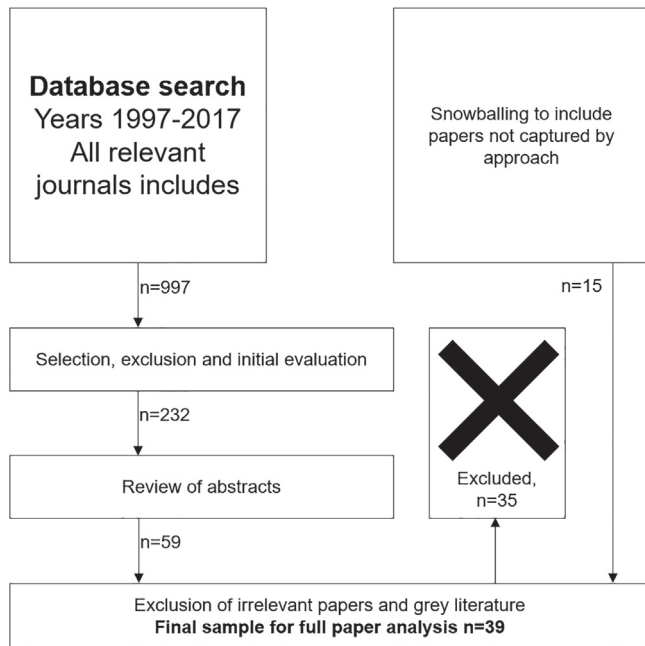 Database search
Years 1997-2017
All relevant
journals includes
Snowballing to include
papers not captured by
approach
n=997
n=15
Selection, exclusion and initial evaluation
n=232
Review of abstracts
Excluded,
n=35
n=59
Exclusion of irrelevant papers and grey literature
Final sample for full paper analysis n=39